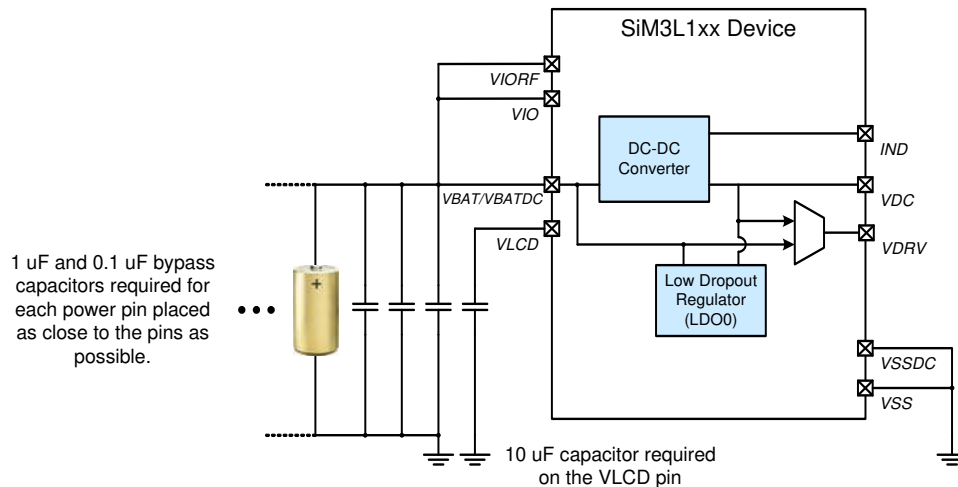 SiM3L1xx Device
VIORF
VIO
IND
DC-DC
Converter
VBAT/VBATDC
VDC
VLCD
VDRV
1 uF and 0.1 uF bypass
capacitors required for
each power pin placed
as close to the pins as
possible.
+
Low Dropout
Regulator
(LDO0)
VSSDC
VSS
10 uF capacitor required
on the VLCD pin